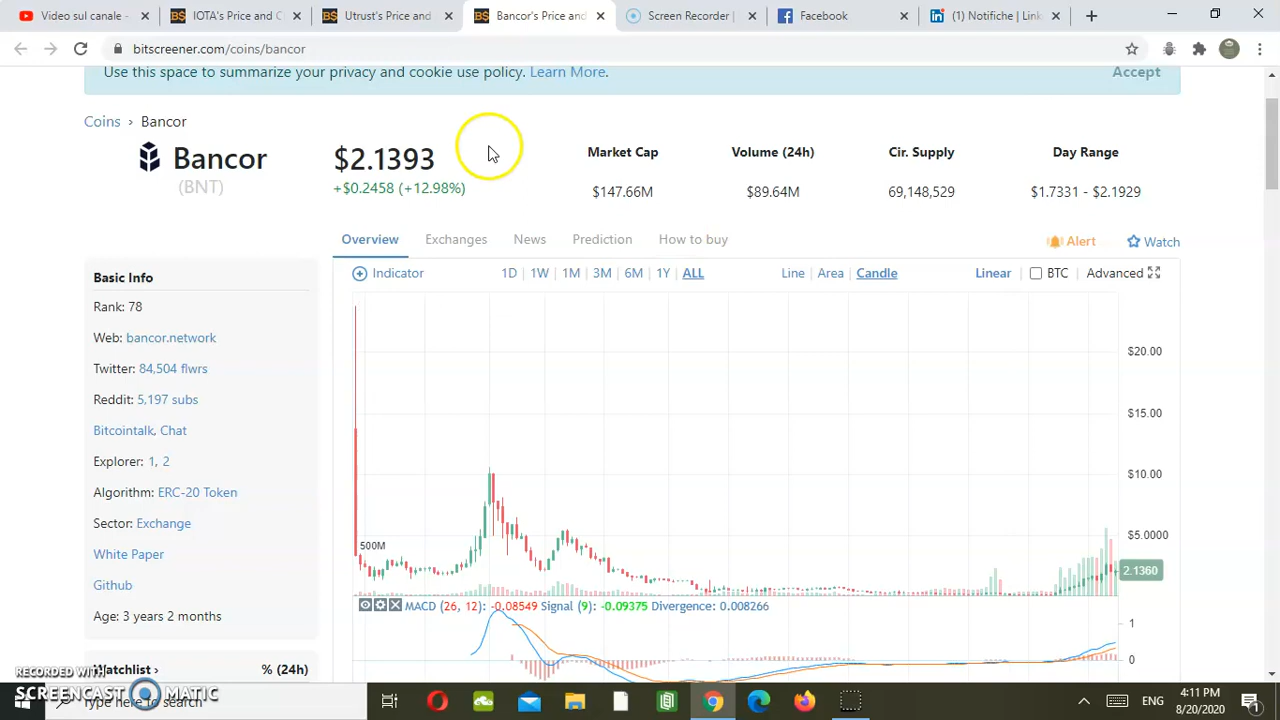 Videsi sul canale -
IOTA Price and C
Utrust's Price and
Bancor's Price and
Screen Recorder |
Facebook
(1) Notifiche | Link
bitscreener.com/coins/bancor
Use this space to summarize your privacy and cookie use policy. Learn More.
Accept
Coins › Bancor
Bancor
(BNT)
$2.1393
+$0.2458 (+12.98%)
Market Cap
$147.66M
Volume (24h)
$89.64M
Cir. Supply
69,148,529
Day Range
$1.7331 - $2.1929
Overview Exchanges News Prediction How to buy
Alert Watch
Indicator 1D 1W 1M 3M 6M 1Y ALL Line Area Candle Linear BTC Advanced
Basic Info
Rank: 78
Web: bancor.network
Twitter: 84,504 flwrs
Reddit: 5,197 subs
Bitcointalk, Chat
Explorer: 1, 2
Algorithm: ERC-20 Token
Sector: Exchange
White Paper
Github
Age: 3 years 2 months
% (24h)
$20.00
$15.00
$10.00
$5.0000
2.1360
500M
MACD (26, 12): -0.08549 Signal (9): -0.09375 Divergence: 0.008266
1
0
RECORDED WITH
SCREENCAST MATIC
Type here to search
ENG
4:11 PM
8/20/2020
1